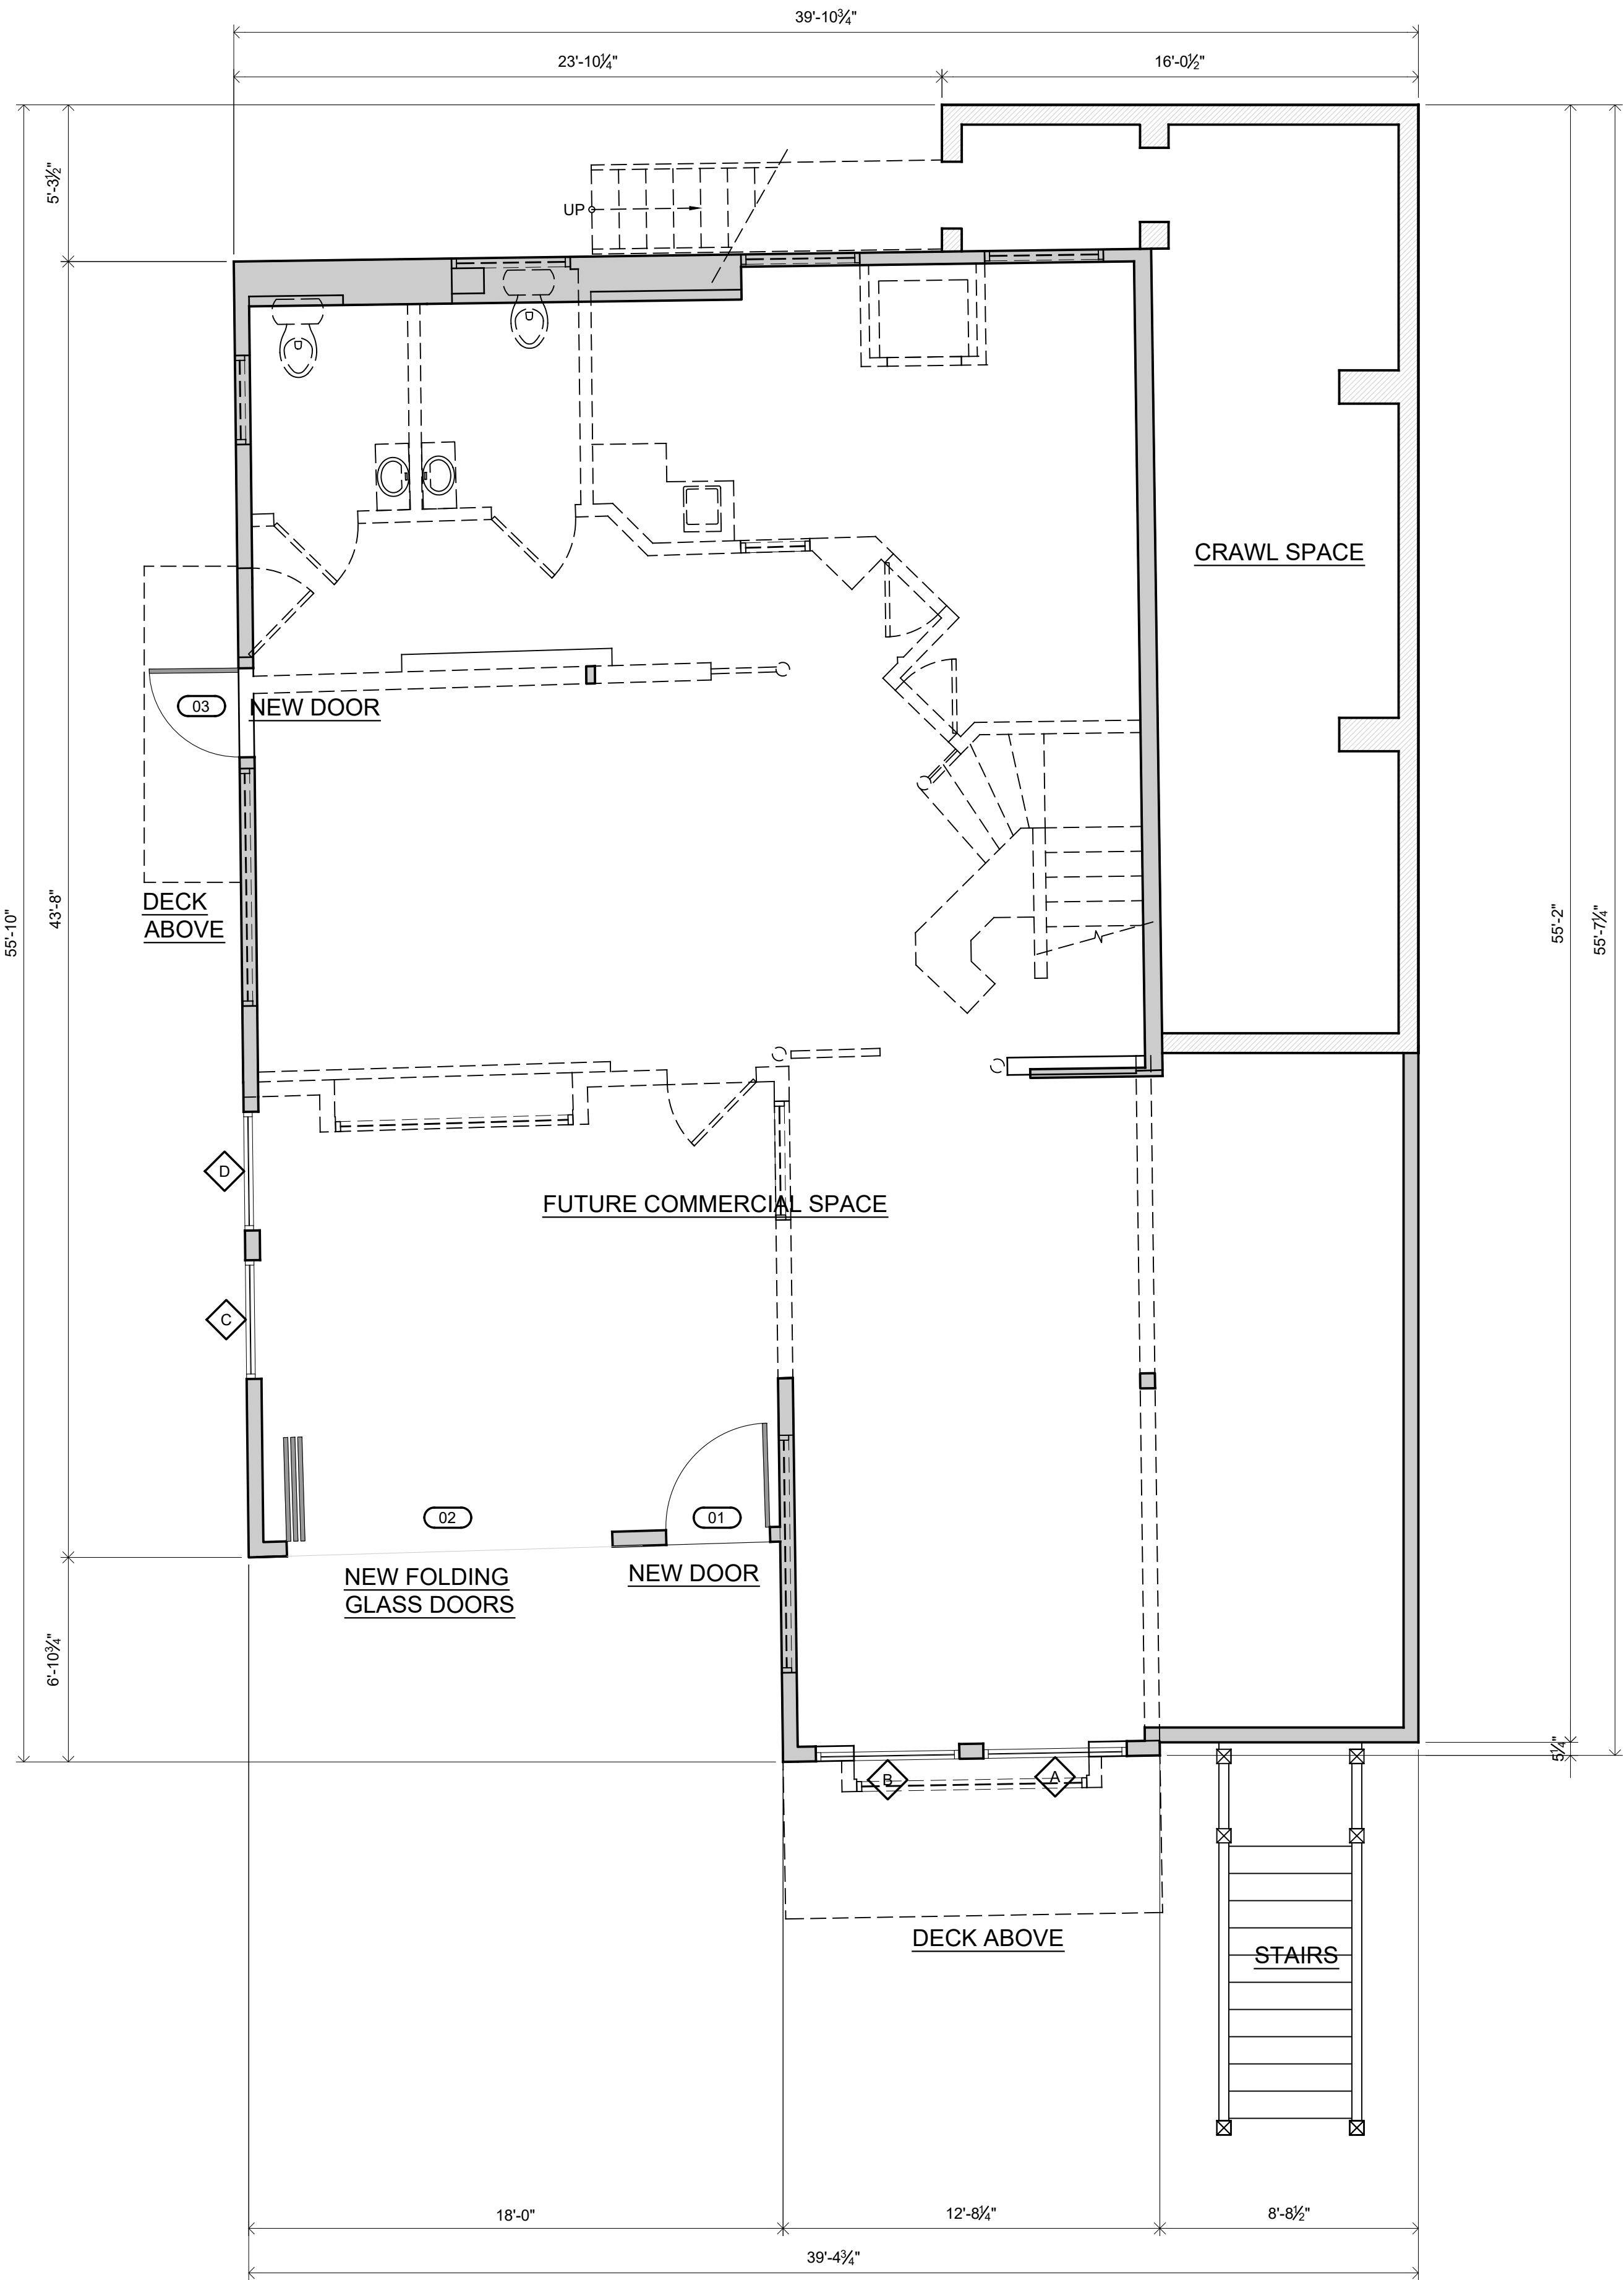 39'-10¾"
23'-10¼"
16'-0½"
5'-3½"
UP
CRAWL SPACE
03
NEW DOOR
DECK
ABOVE
55'-10"
43'-8"
55'-2"
55'-7¼"
D
FUTURE COMMERCIAL SPACE
C
02
01
NEW FOLDING
GLASS DOORS
NEW DOOR
6'-10¾"
5¼"
B
A
DECK ABOVE
STAIRS
18'-0"
12'-8¼"
8'-8½"
39'-4¾"